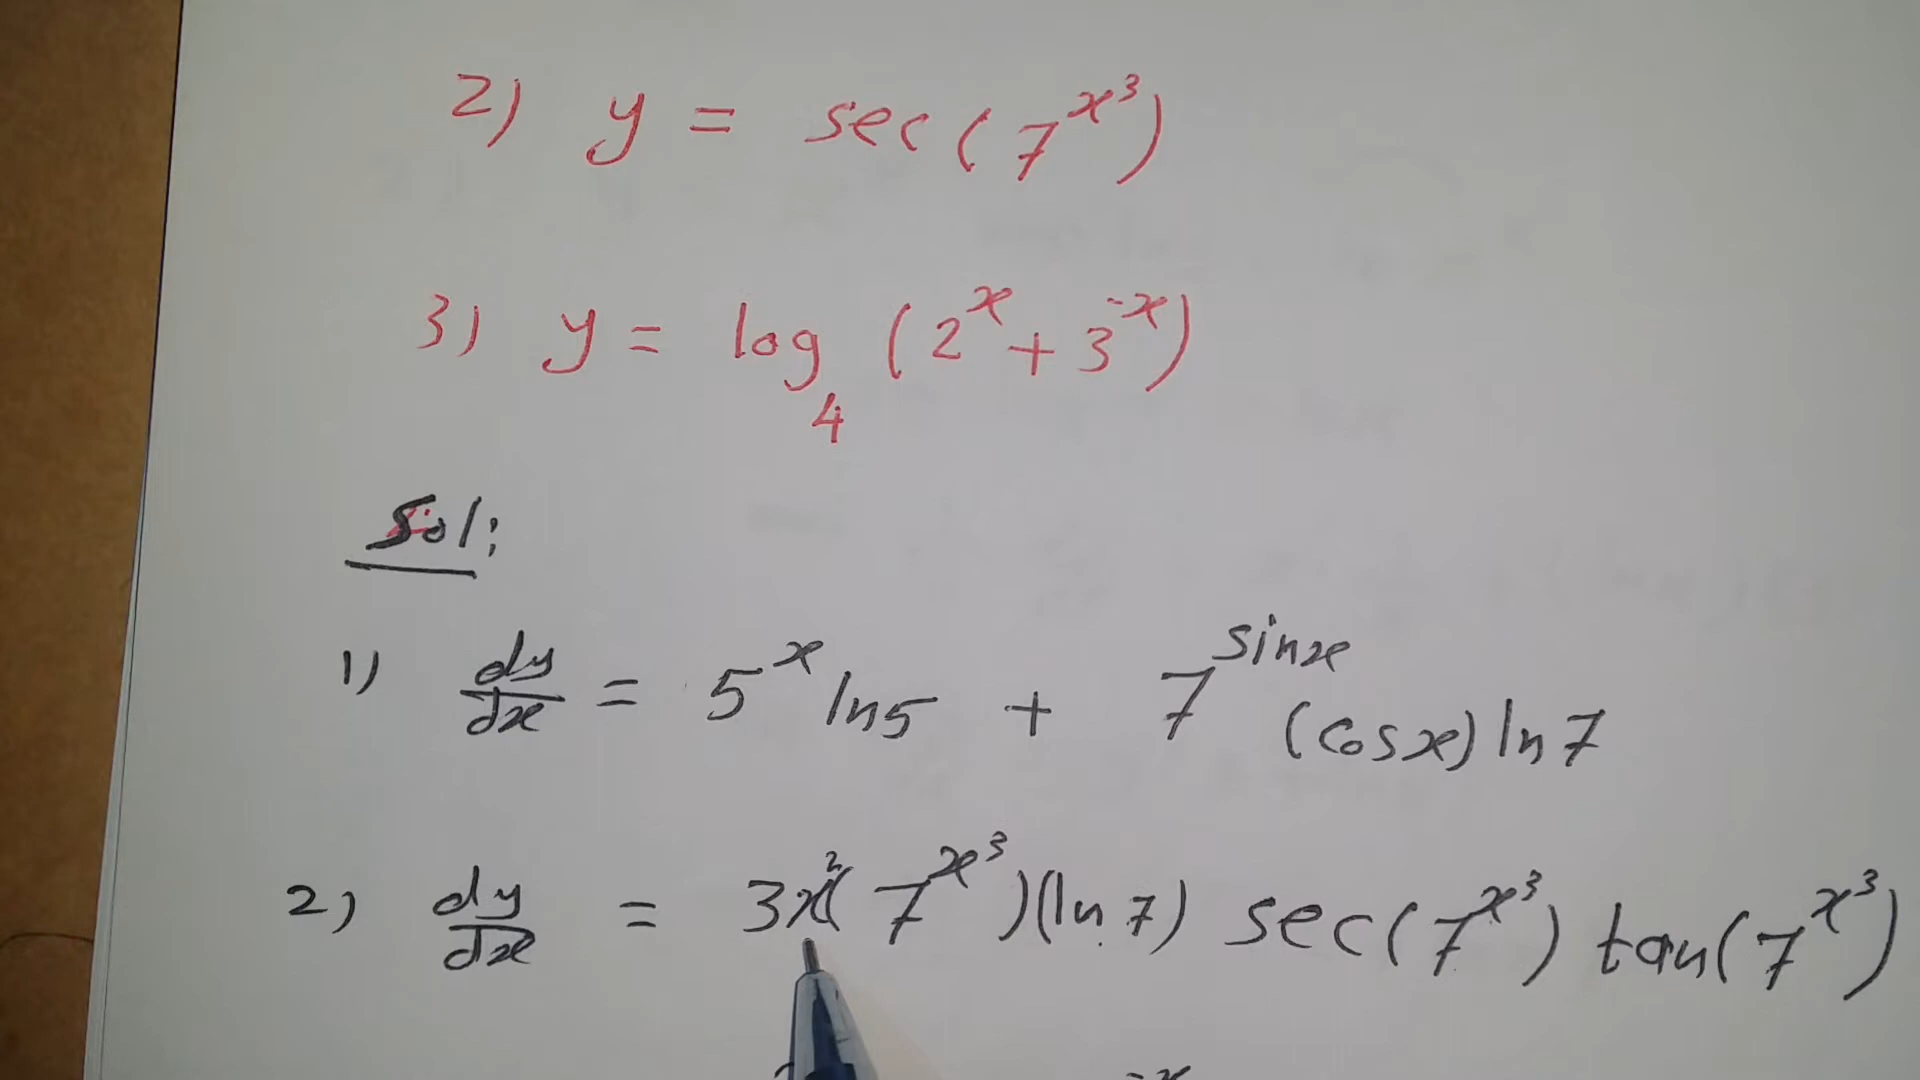 2) y = sec(7^{x^3})
3) y = log_4 (2^x + 3^{-x})
Sol:
1) dy/dx = 5^x ln5 + 7^{sinx} (cosx) ln7
2) dy/dx = 3x^2 (7^{x^3})(ln 7) sec(7^{x^3}) tan(7^{x^3})
-x